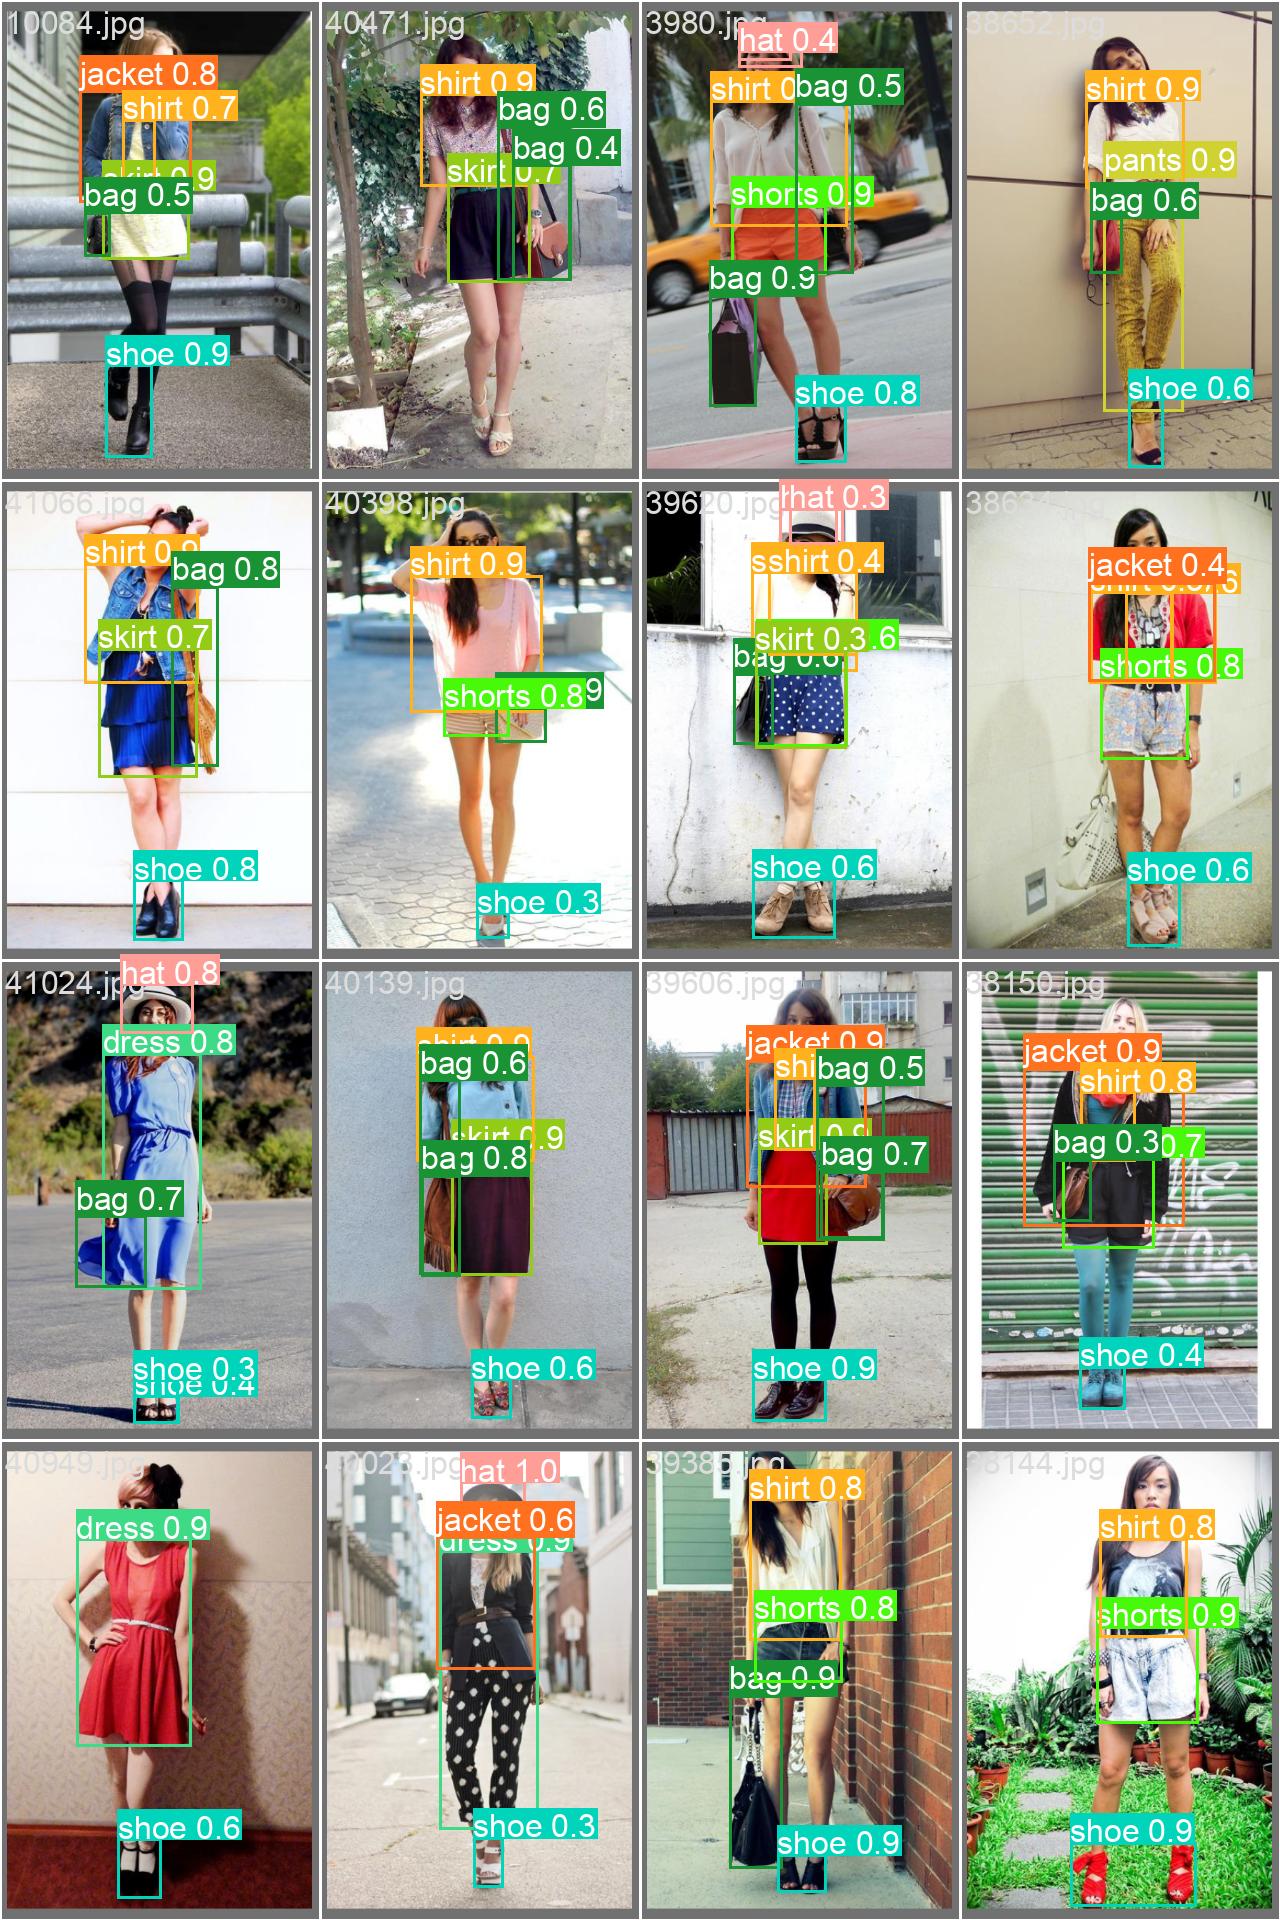 10084.jpg
jacket 0.8
shirt 0.7
skirt 0.9
bag 0.5
shoe 0.9
40471.jpg
shirt 0.9
bag 0.6
bag 0.4
skirt 0.7
3980.jpg
hat 0.4
shirt 0
bag 0.5
shorts 0.9
bag 0.9
shoe 0.8
38652.jpg
shirt 0.9
pants 0.9
bag 0.6
shoe 0.6
41066.jpg
shirt 0.9
bag 0.8
skirt 0.7
shoe 0.8
40398.jpg
shirt 0.9
shorts 0.8
9
shoe 0.3
39620.jpg
hat 0.3
shirt 0.4
skirt 0.3
.6
bag 0.6
shoe 0.6
jacket 0.4
shorts 0.8
shoe 0.6
41024.jpg
hat 0.8
dress 0.8
bag 0.7
shoe 0.3
shoe 0.4
40139.jpg
shirt 0.9
bag 0.6
skirt 0.9
bag 0.8
shoe 0.6
39606.jpg
jacket 0.9
shi
bag 0.5
skirt 0.9
bag 0.7
shoe 0.9
38150.jpg
jacket 0.9
shirt 0.8
bag 0.3
0.7
shoe 0.4
40949.jpg
dress 0.9
shoe 0.6
hat 1.0
jacket 0.6
dress 0.9
shoe 0.3
39385.jpg
shirt 0.8
shorts 0.8
bag 0.9
shoe 0.9
38144.jpg
shirt 0.8
shorts 0.9
shoe 0.9